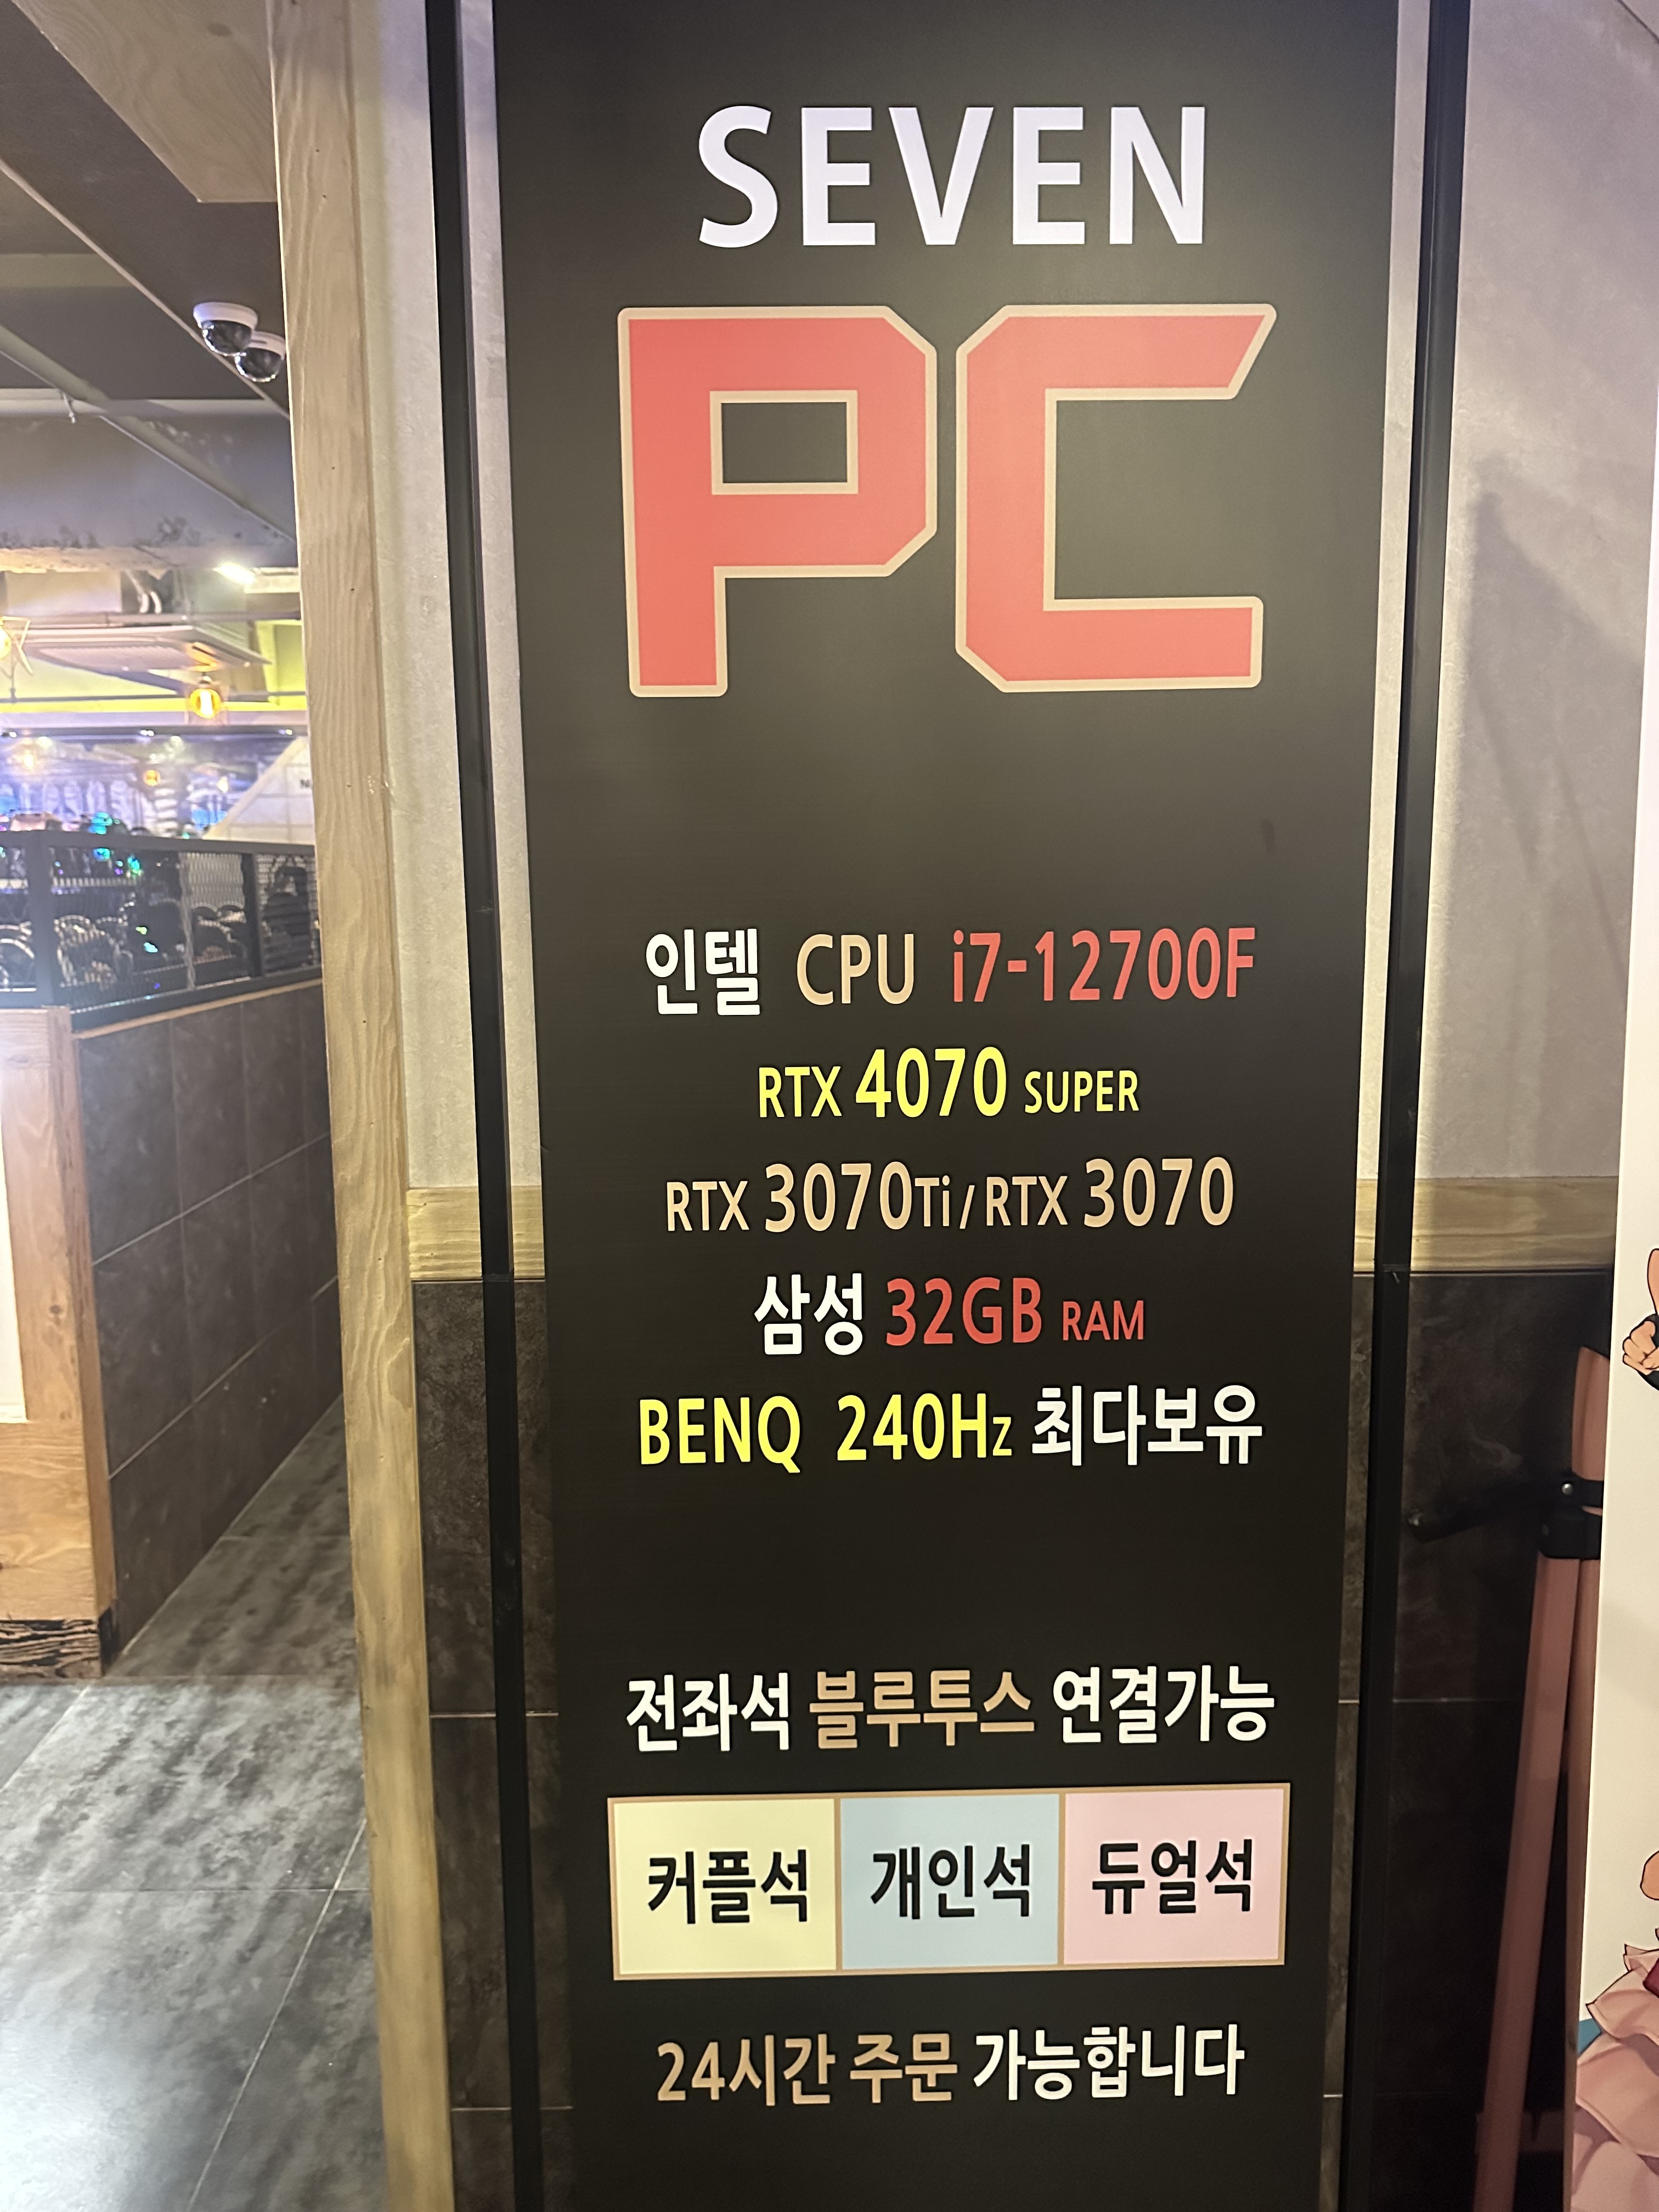 SEVEN
PC
인텔 CPU i7-12700F
RTX 4070 SUPER
RTX 3070Ti / RTX 3070
삼성 32GB RAM
BENQ 240Hz 최다보유
전좌석 블루투스 연결가능
커플석 개인석 듀얼석
24시간 주문 가능합니다